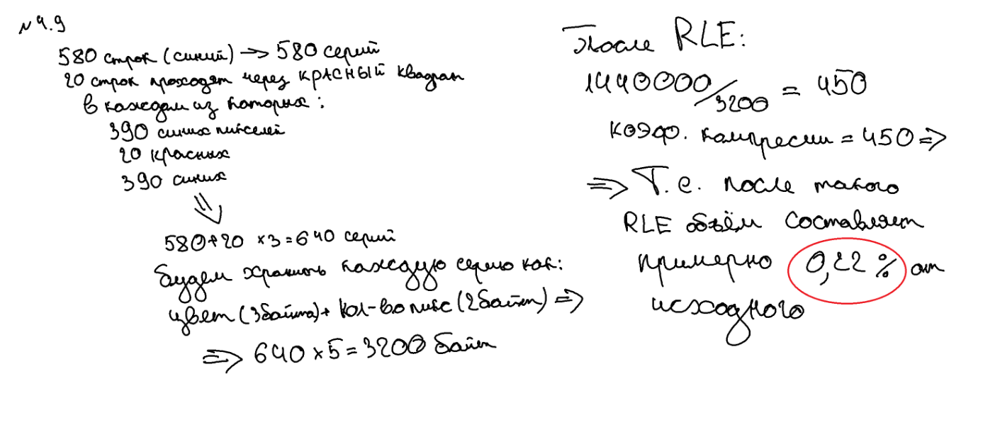 №4.9
580 строк (синий) → 580 серий
20 строк проходят через КРАСНЫЙ квадрат
в каждом из которых:
390 синих пикселей
20 красных
390 синих
⇓
580+20 ×3=640 серий
будем хранить каждую серию как:
цвет (3 байта) + кол-во пикс (2 байт) ⇒
⇒ 640 × 5 = 3200 байт
После RLE:
1440000/3200 = 450
КОЭФ. компрессии = 450 ⇒
⇒ Т.е. после такого
RLE объём составляет
примерно 0,22% от
исходного